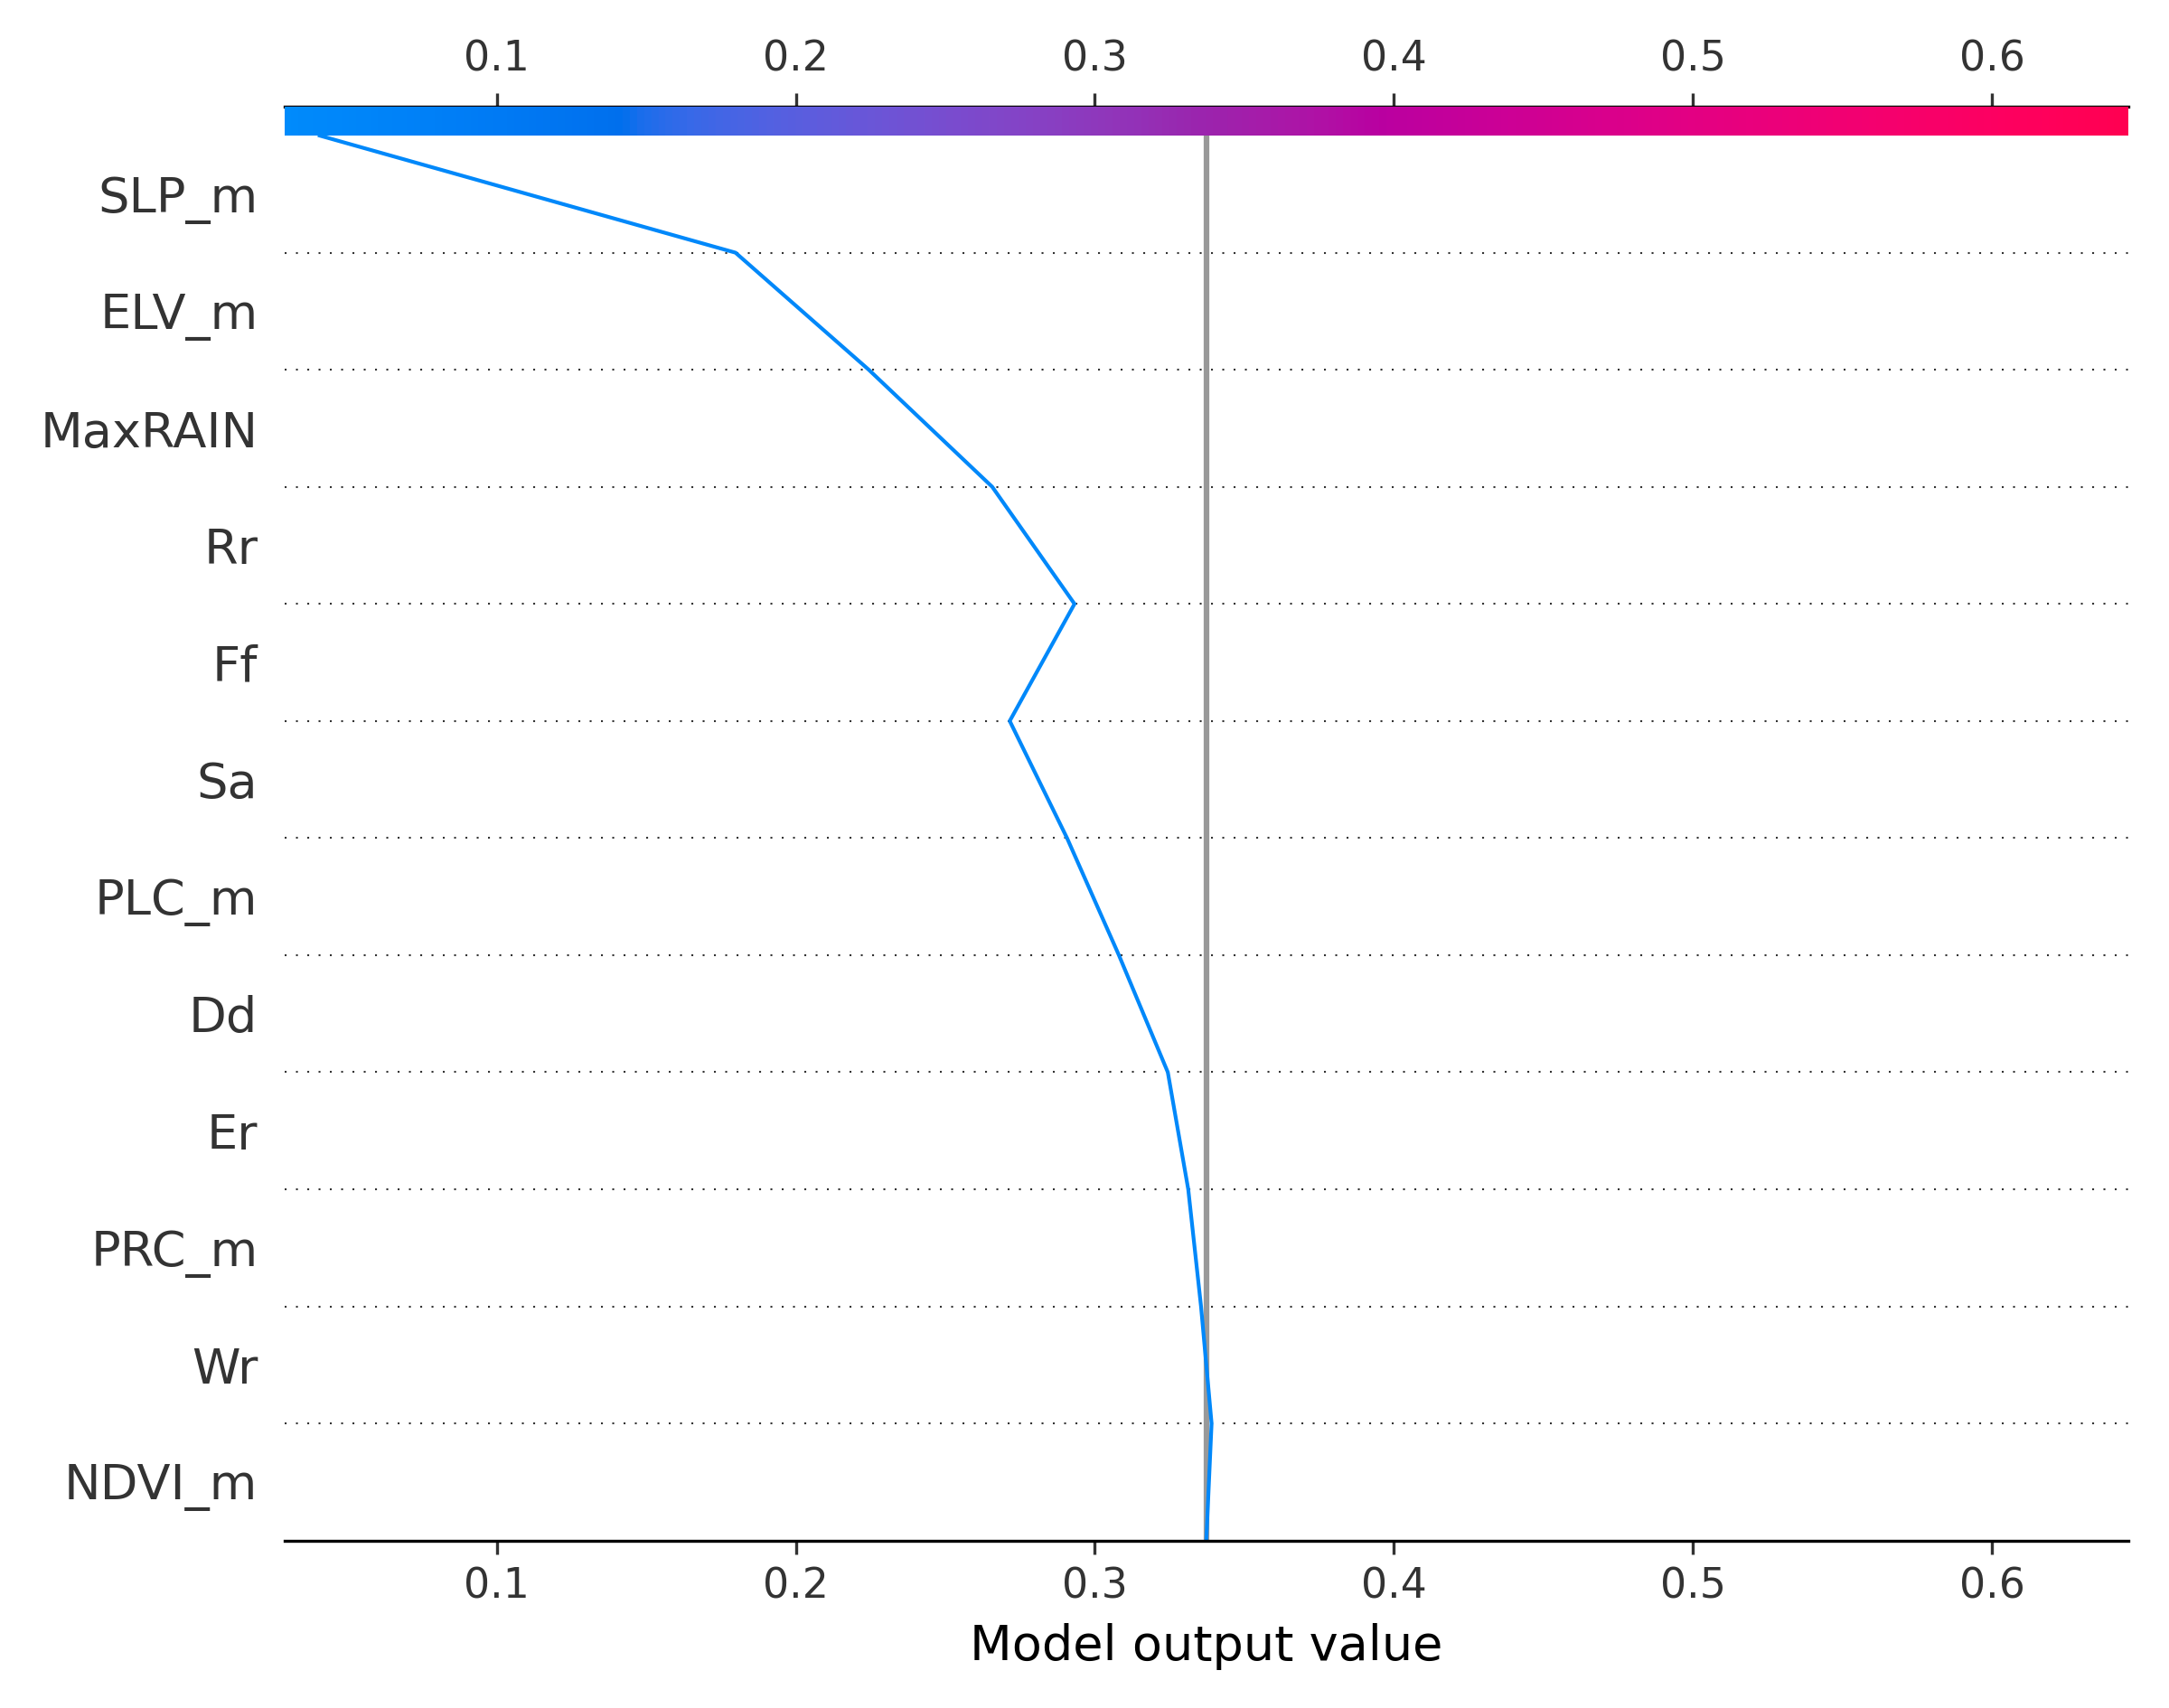 0.1 0.2 0.3 0.4 0.5 0.6
SLP_m
ELV_m
MaxRAIN
Rr
Ff
Sa
PLC_m
Dd
Er
PRC_m
Wr
NDVI_m
0.1 0.2 0.3 0.4 0.5 0.6
Model output value